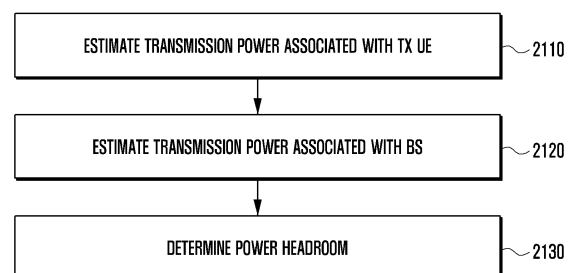 ESTIMATE TRANSMISSION POWER ASSOCIATED WITH TX UE 2110
ESTIMATE TRANSMISSION POWER ASSOCIATED WITH BS 2120
DETERMINE POWER HEADROOM 2130